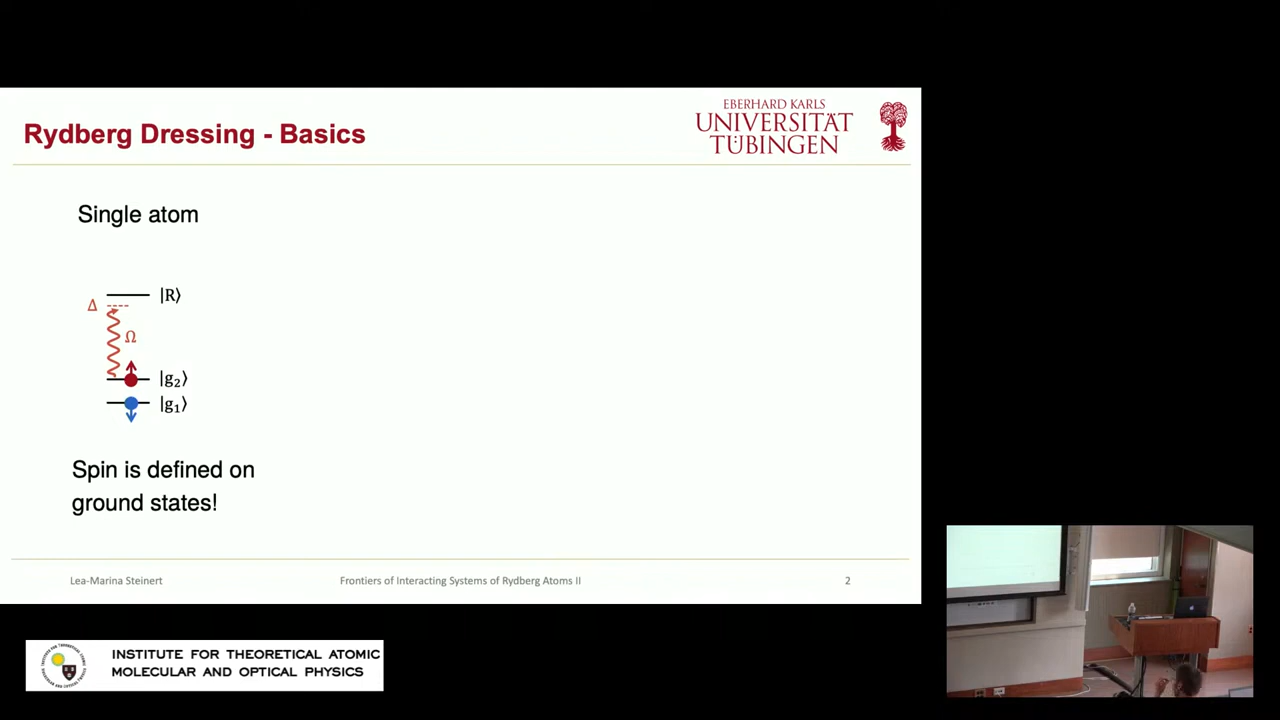 Rydberg Dressing - Basics
EBERHARD KARLS
UNIVERSITÄT
TÜBINGEN
Single atom
Δ
|R⟩
Ω
|g₂⟩
|g₁⟩
Spin is defined on
ground states!
Lea-Marina Steinert
Frontiers of Interacting Systems of Rydberg Atoms II
2
INSTITUTE FOR THEORETICAL ATOMIC
MOLECULAR AND OPTICAL PHYSICS